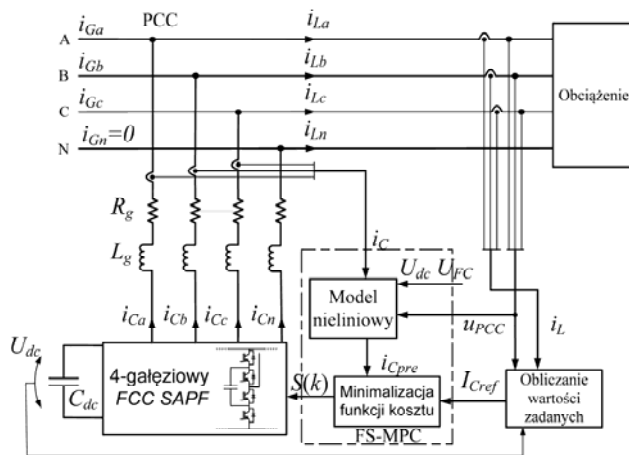 PCC
i_Ga
i_La
A
i_Gb
i_Lb
B
i_Gc
i_Lc
C
Obciążenie
i_Gn=0
i_Ln
N
R_g
i_C
L_g
U_dc U_FC
Model
nieliniowy
i_Ca
i_Cb
i_Cc
i_Cn
u_PCC
i_L
U_dc
i_Cpre
4-gałęziowy
FCC SAPF
C_dc
S(k)
Minimalizacja
funkcji kosztu
I_Cref
Obliczanie
wartości
zadanych
FS-MPC